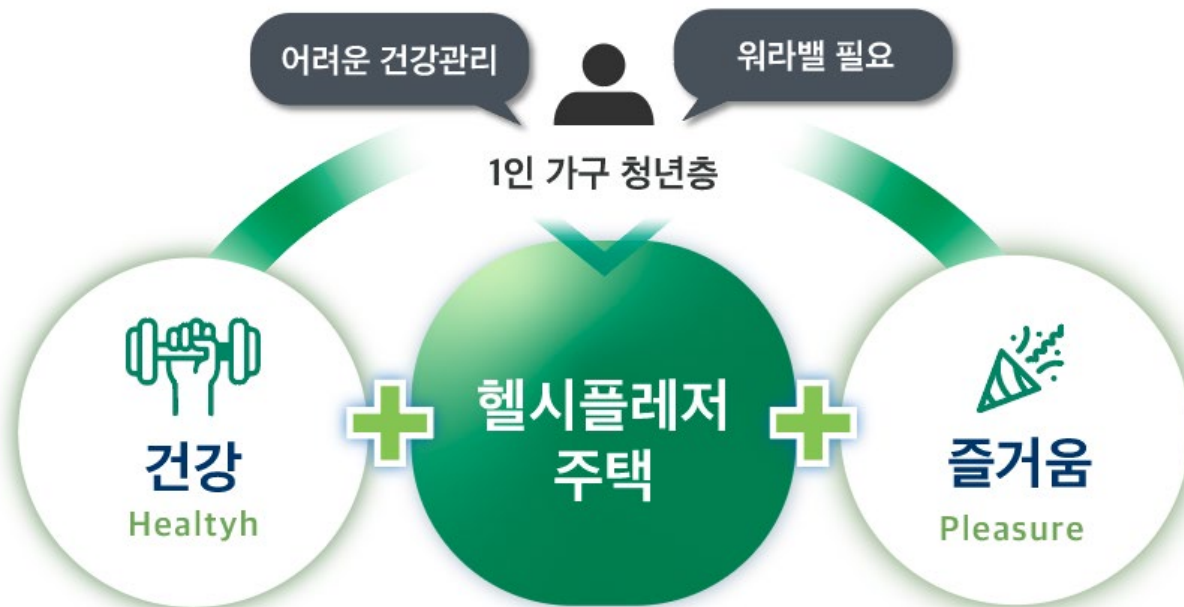 어려운 건강관리
워라밸 필요
1인 가구 청년층
헬시플레저
주택
건강
Healtyh
즐거움
Pleasure